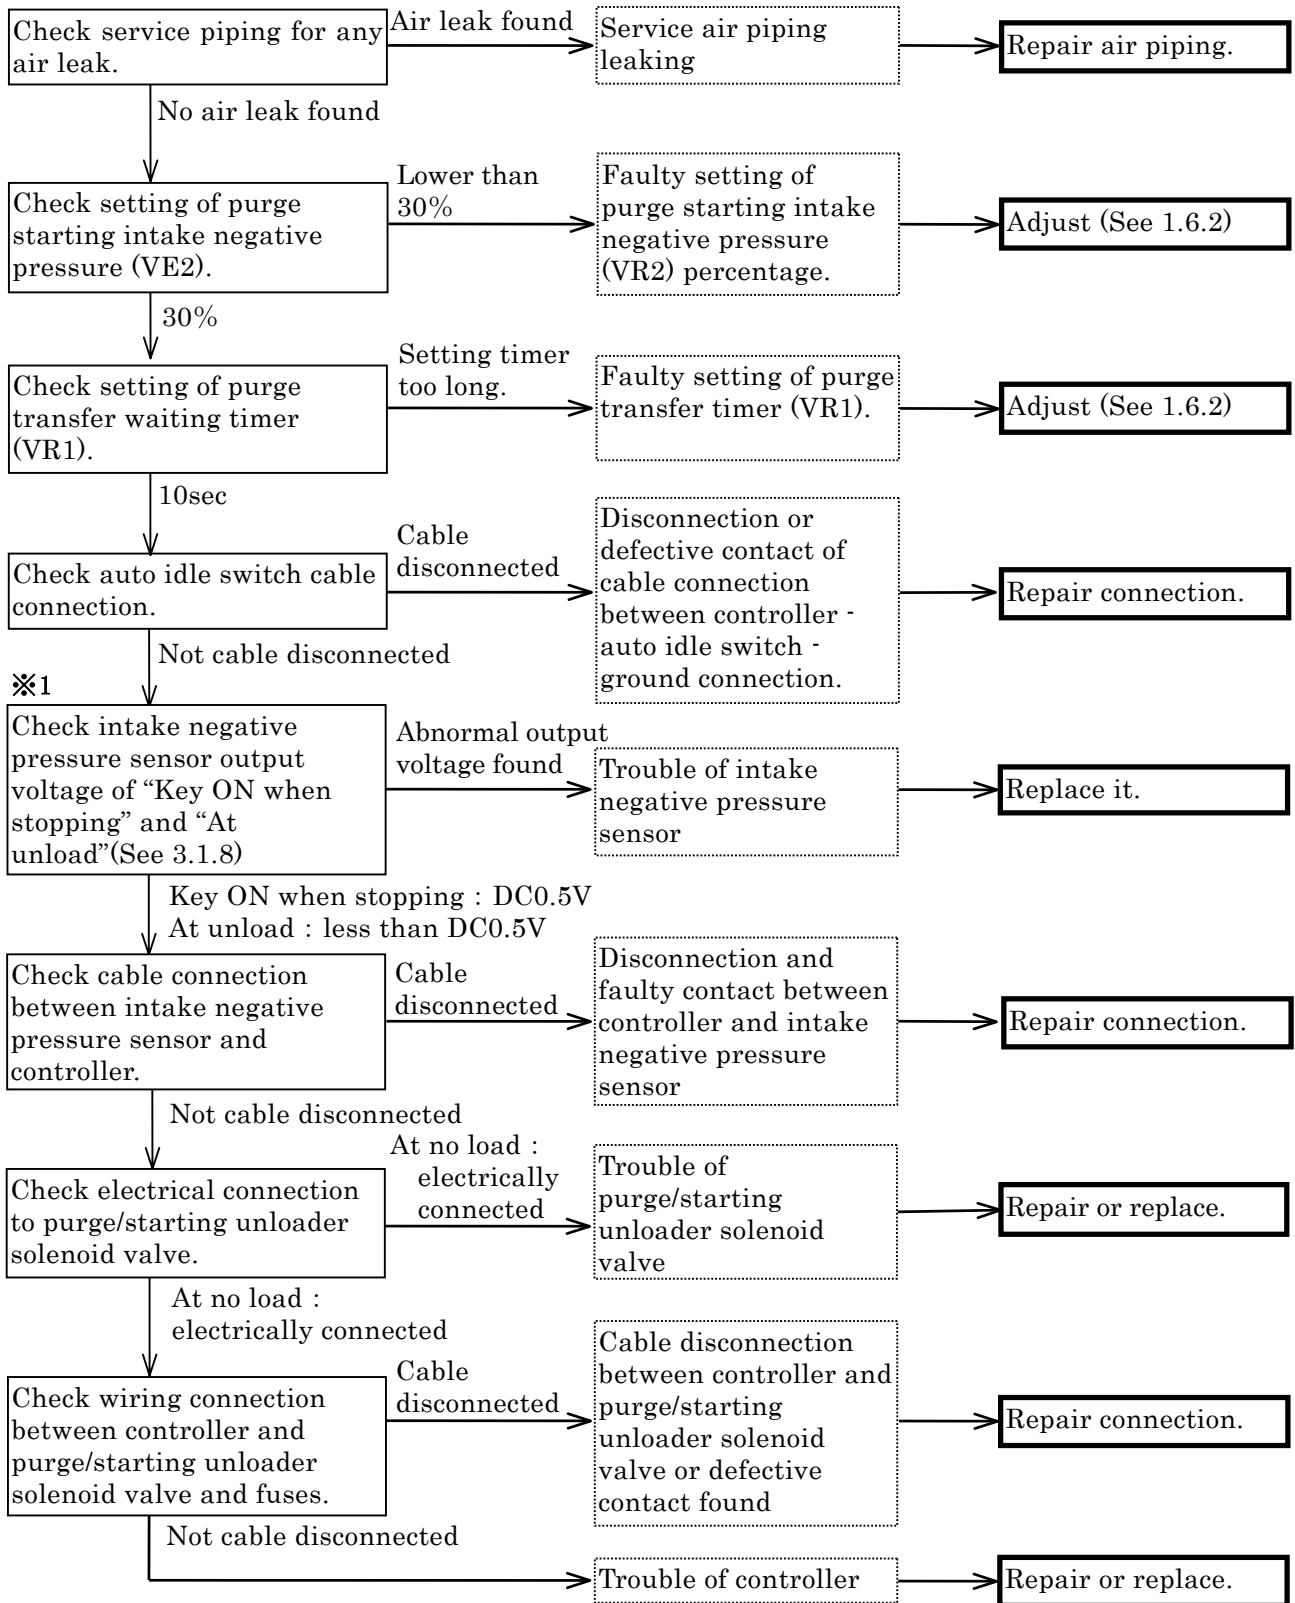 Check service piping for any
air leak.
Air leak found
Service air piping
leaking
Repair air piping.
No air leak found
Check setting of purge
starting intake negative
pressure (VE2).
Lower than
30%
Faulty setting of
purge starting intake
negative pressure
(VR2) percentage.
Adjust (See 1.6.2)
30%
Check setting of purge
transfer waiting timer
(VR1).
Setting timer
too long.
Faulty setting of purge
transfer timer (VR1).
Adjust (See 1.6.2)
10sec
Check auto idle switch cable
connection.
Cable
disconnected
Disconnection or
defective contact of
cable connection
between controller -
auto idle switch -
ground connection.
Repair connection.
Not cable disconnected
※1
Check intake negative
pressure sensor output
voltage of “Key ON when
stopping” and “At
unload”(See 3.1.8)
Abnormal output
voltage found
Trouble of intake
negative pressure
sensor
Replace it.
Key ON when stopping : DC0.5V
At unload : less than DC0.5V
Check cable connection
between intake negative
pressure sensor and
controller.
Cable
disconnected
Disconnection and
faulty contact between
controller and intake
negative pressure
sensor
Repair connection.
Not cable disconnected
Check electrical connection
to purge/starting unloader
solenoid valve.
At no load :
electrically
connected
Trouble of
purge/starting
unloader solenoid
valve
Repair or replace.
At no load :
electrically connected
Check wiring connection
between controller and
purge/starting unloader
solenoid valve and fuses.
Cable
disconnected
Cable disconnection
between controller and
purge/starting
unloader solenoid
valve or defective
contact found
Repair connection.
Not cable disconnected
Trouble of controller
Repair or replace.